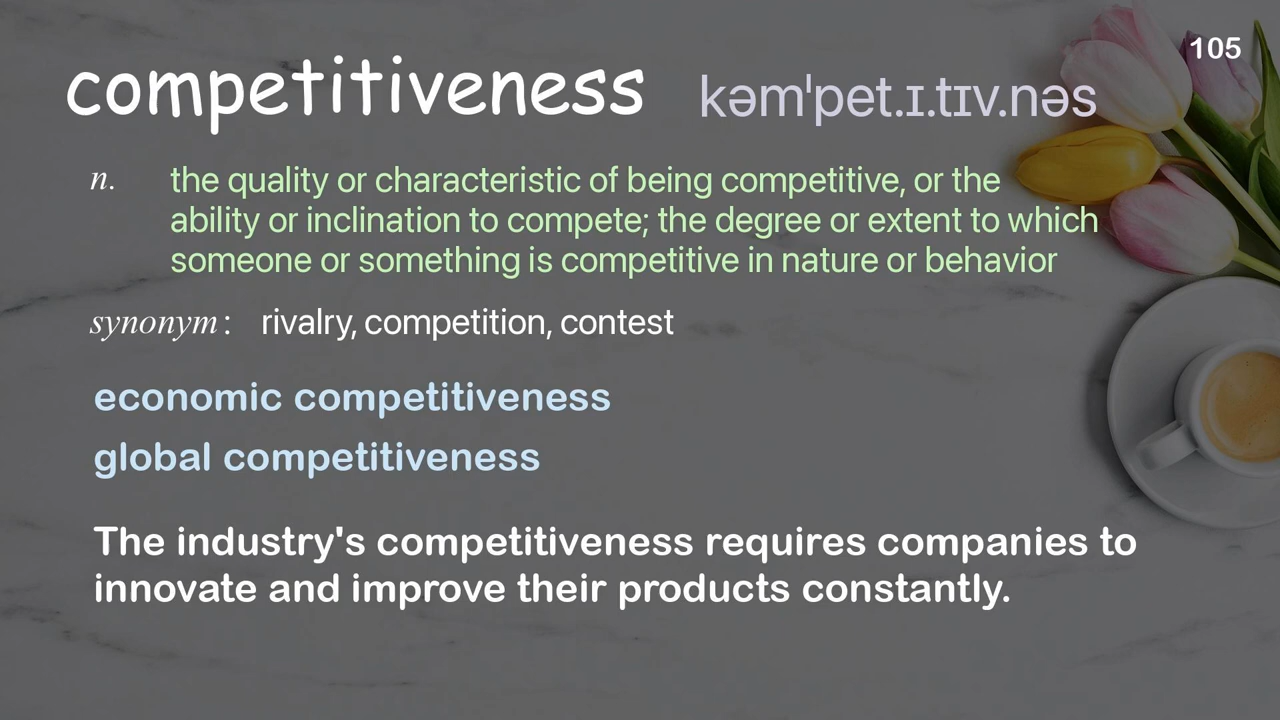 105
competitiveness kəmˈpet.ɪ.tɪv.nəs
n. the quality or characteristic of being competitive, or the
ability or inclination to compete; the degree or extent to which
someone or something is competitive in nature or behavior
synonym: rivalry, competition, contest
economic competitiveness
global competitiveness
The industry's competitiveness requires companies to
innovate and improve their products constantly.